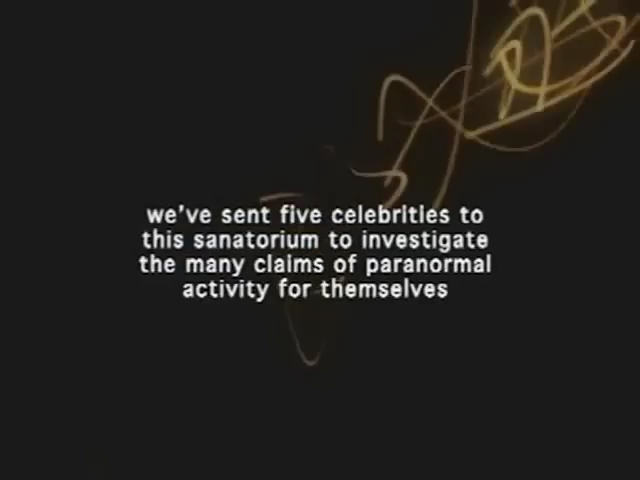 we've sent five celebrities to
this sanatorium to investigate
the many claims of paranormal
activity for themselves